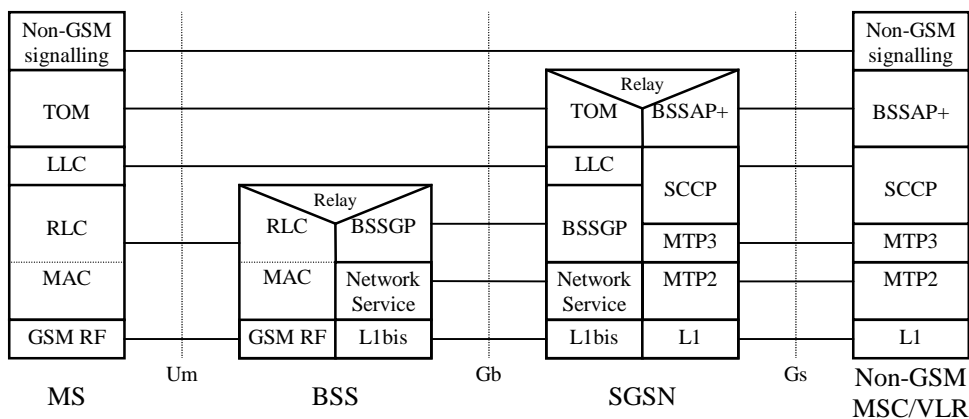 Non-GSM
signalling
TOM
LLC
RLC
MAC
GSM RF
MS
Um
Relay
RLC
BSSGP
MAC
Network
Service
GSM RF
L1bis
BSS
Gb
Relay
TOM
BSSAP+
LLC
SCCP
BSSGP
MTP3
Network
Service
MTP2
L1bis
L1
SGSN
Gs
Non-GSM
signalling
BSSAP+
SCCP
MTP3
MTP2
L1
Non-GSM
MSC/VLR